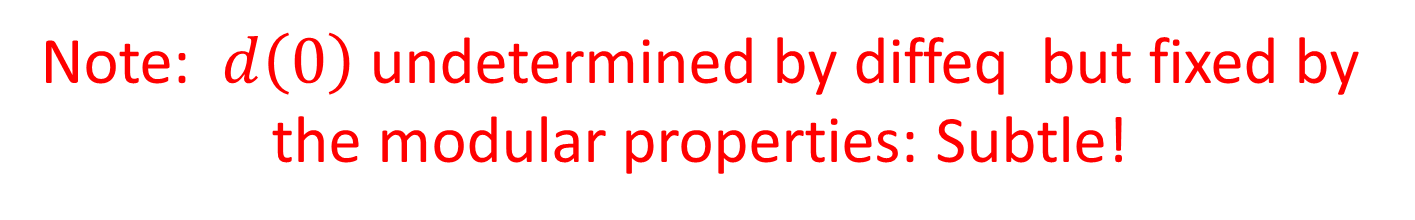 Note: d(0) undetermined by diffeq but fixed by
the modular properties: Subtle!